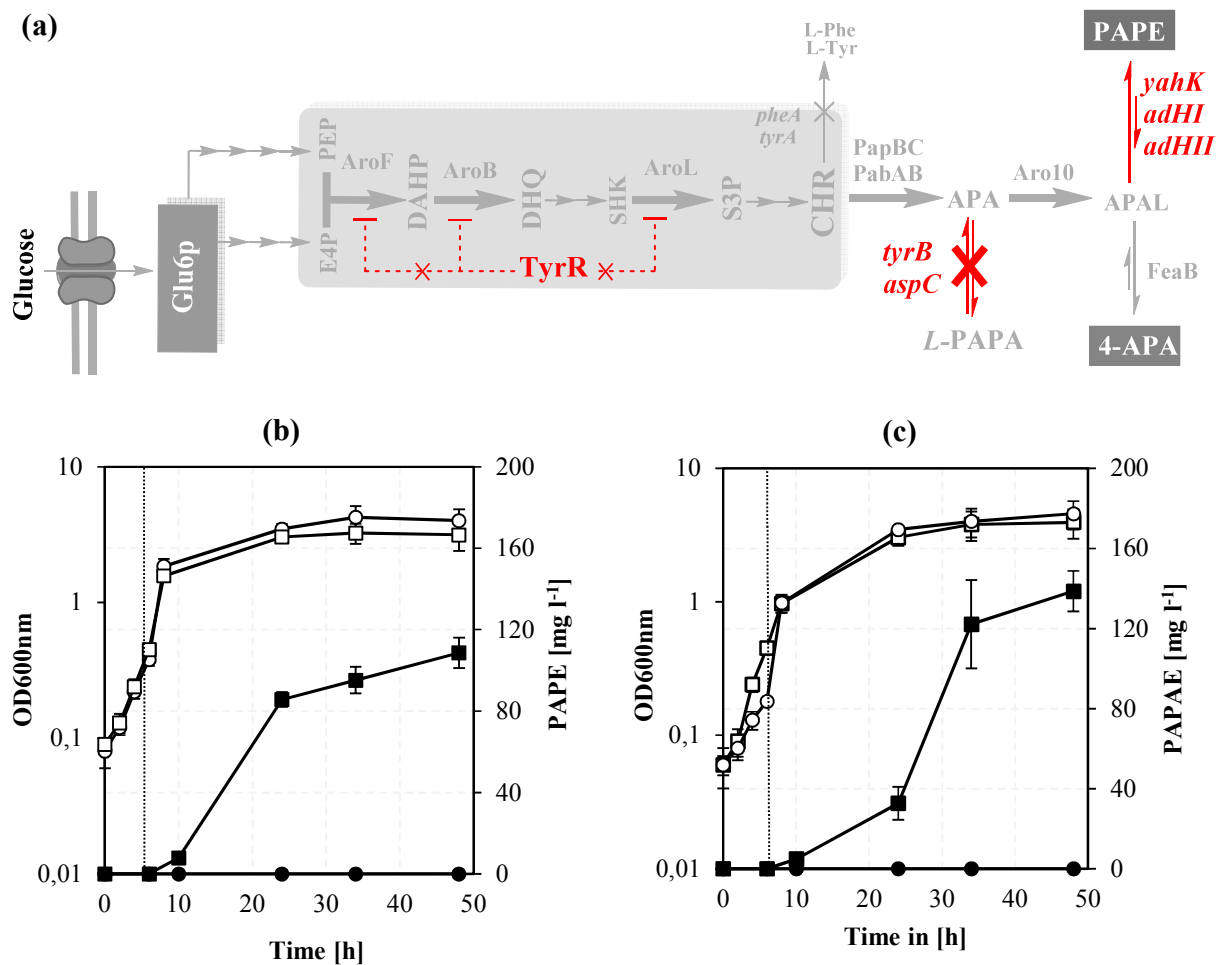 (a)
L-Phe
L-Tyr
PAPE
yahK
adHI
adHII
pheA
tyrA
PEP
AroF
DAHP
AroB
DHQ
SHK
AroL
S3P
CHR
PapBC
PabAB
APA
Aro10
APAL
E4P
TyrR
Glucose
Glu6p
tyrB
aspC
FeaB
L-PAPA
4-APA
(b)
10
1
0,1
0,01
OD600nm
200
160
120
80
40
0
PAPE [mg l-1]
0 10 20 30 40 50
Time [h]
(c)
10
1
0,1
0,01
OD600nm
200
160
120
80
40
0
PAPAE [mg l-1]
0 10 20 30 40 50
Time in [h]